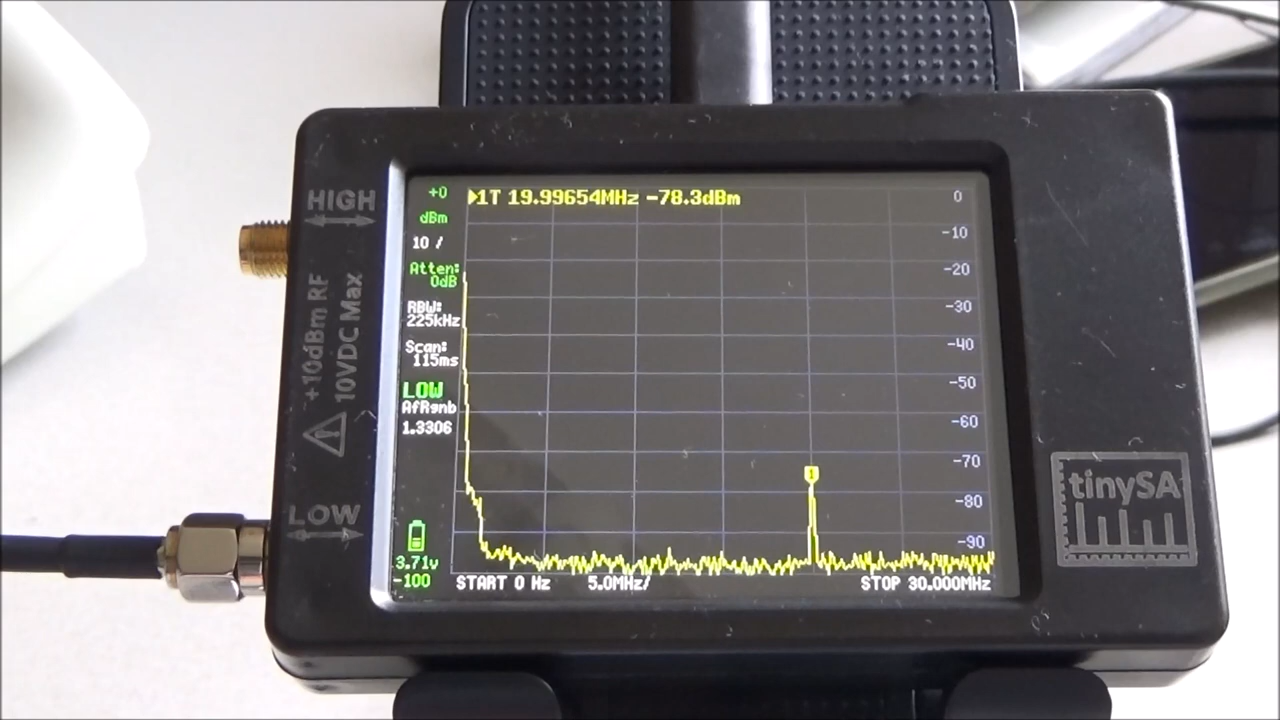 HIGH
+10dBm RF
10VDC Max
LOW
+0
dBm
10 /
Atten:
0dB
RBW:
225kHz
Scan:
115ms
LOW
AfRgnb
1.3306
3.71v
-100
1T 19.99654MHz -78.3dBm
0
-10
-20
-30
-40
-50
-60
-70
-80
-90
1
START 0 Hz 5.0MHz/ STOP 30.000MHz
tinySA